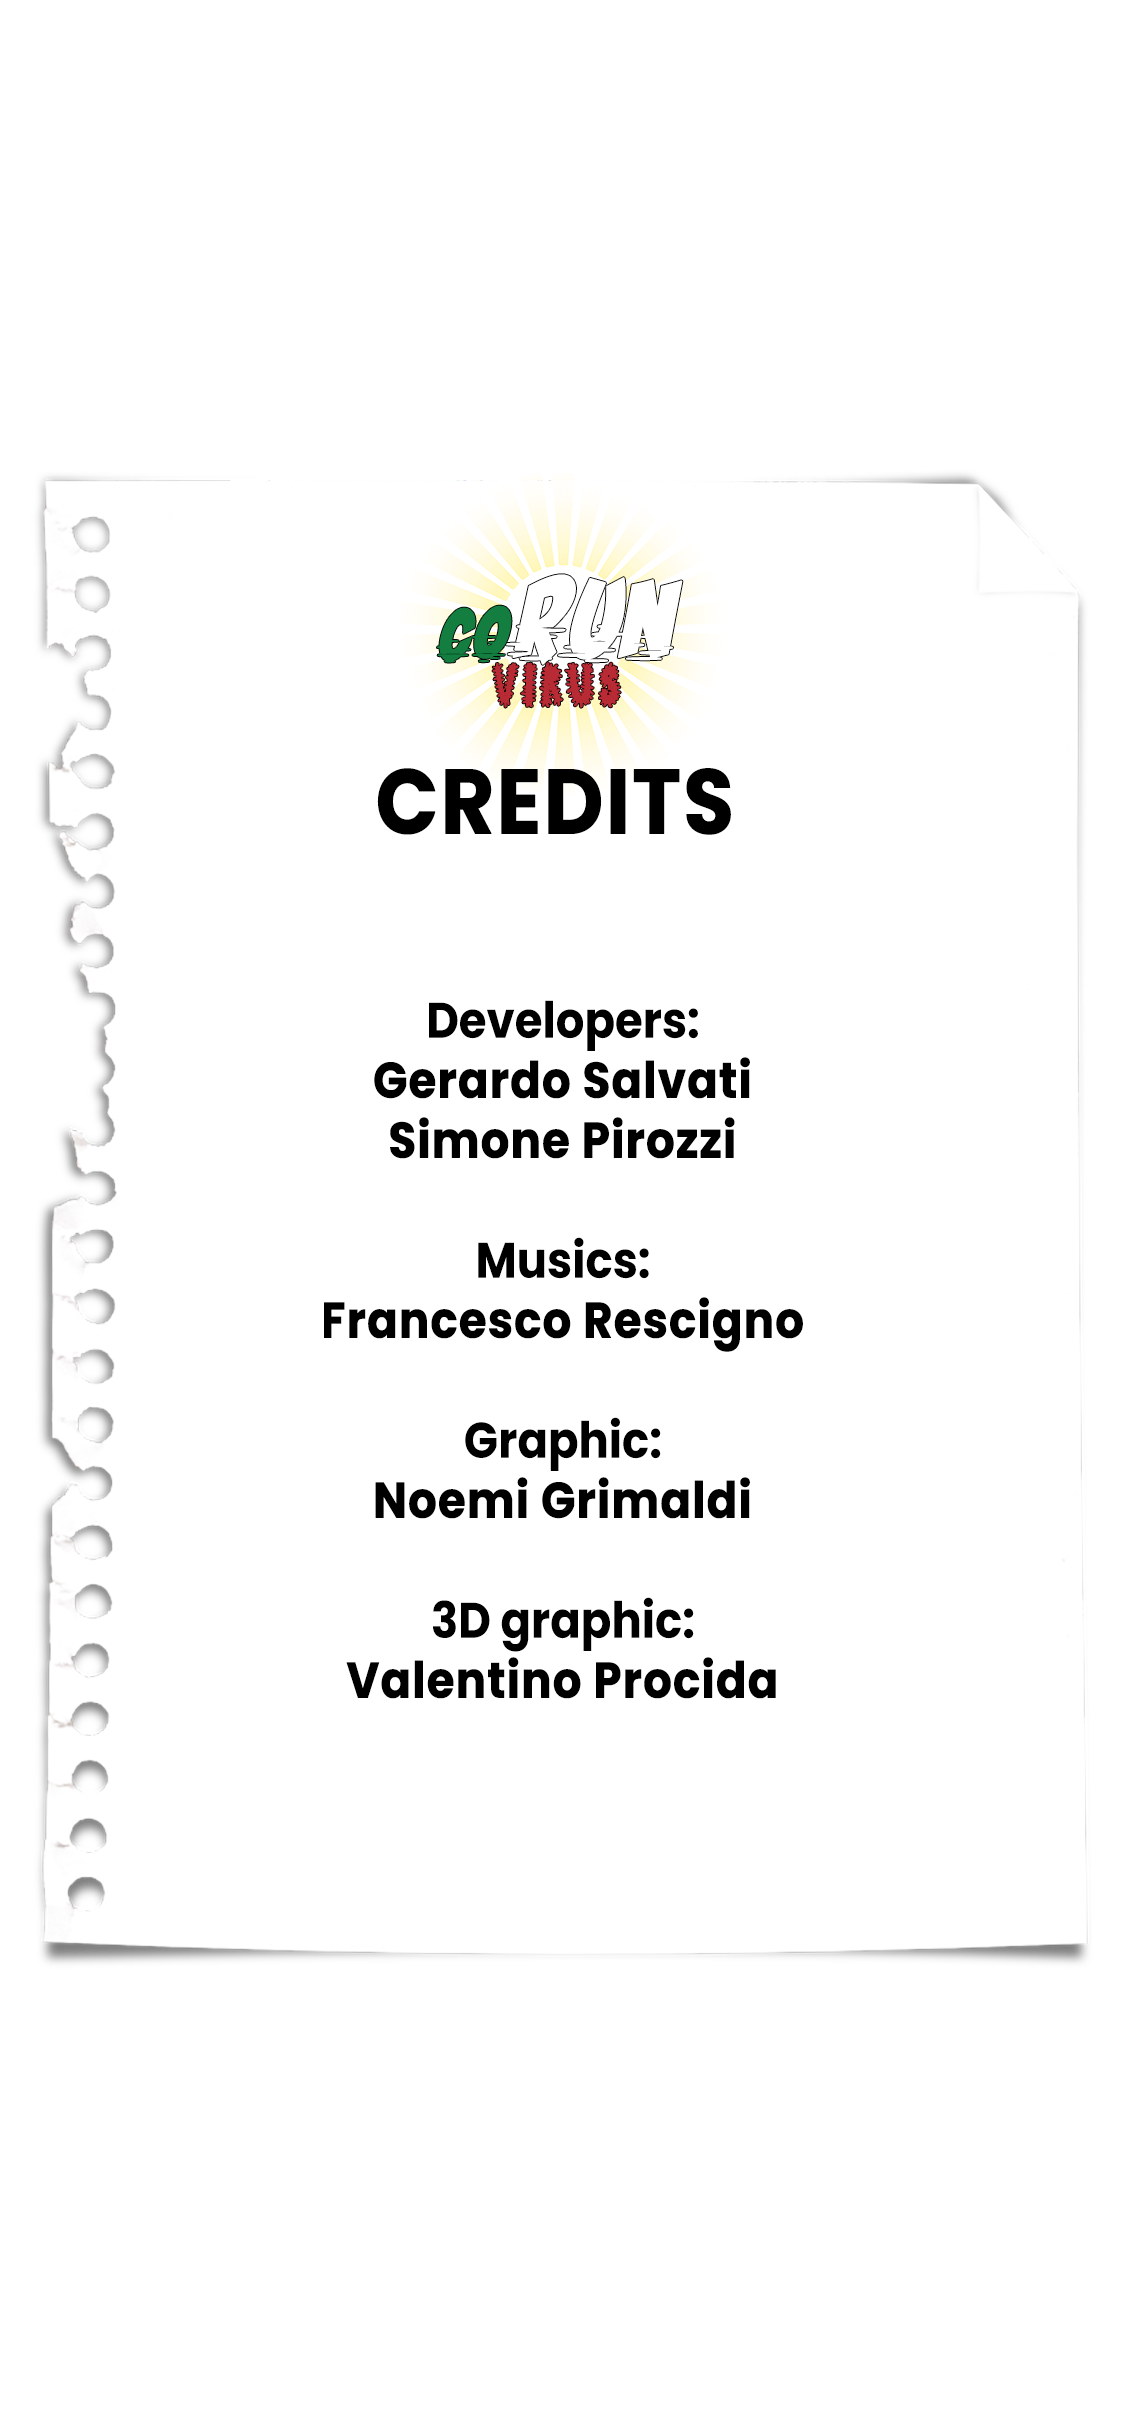 GO RUN
VIRUS
CREDITS
Developers:
Gerardo Salvati
Simone Pirozzi
Musics:
Francesco Rescigno
Graphic:
Noemi Grimaldi
3D graphic:
Valentino Procida